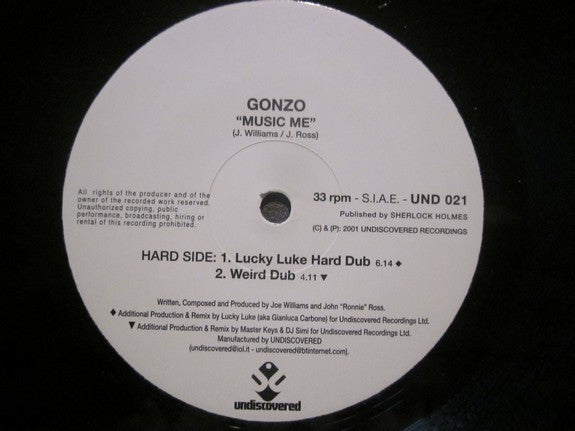 GONZO
“MUSIC ME”
(J. Williams / J. Ross)
All rights of the producer and of the
owner of the recorded work reserved.
Unauthorized copying, public
performance, broadcasting, hiring or
rental of this recording prohibited.
33 rpm - S.I.A.E. - UND 021
Published by SHERLOCK HOLMES
(C) & (P): 2001 UNDISCOVERED RECORDINGS
HARD SIDE: 1. Lucky Luke Hard Dub 6.14 ♦
2. Weird Dub 4.11 ▼
Written, Composed and Produced by Joe Williams and John “Ronnie” Ross.
♦ Additional Production & Remix by Lucky Luke (aka Gianluca Carbone) for Undiscovered Recordings Ltd.
▼ Additional Production & Remix by Master Keys & DJ Simi for Undiscovered Recordings Ltd.
Manufactured by UNDISCOVERED
(undiscovered@iol.it - undiscovered@btinternet.com).
undiscovered